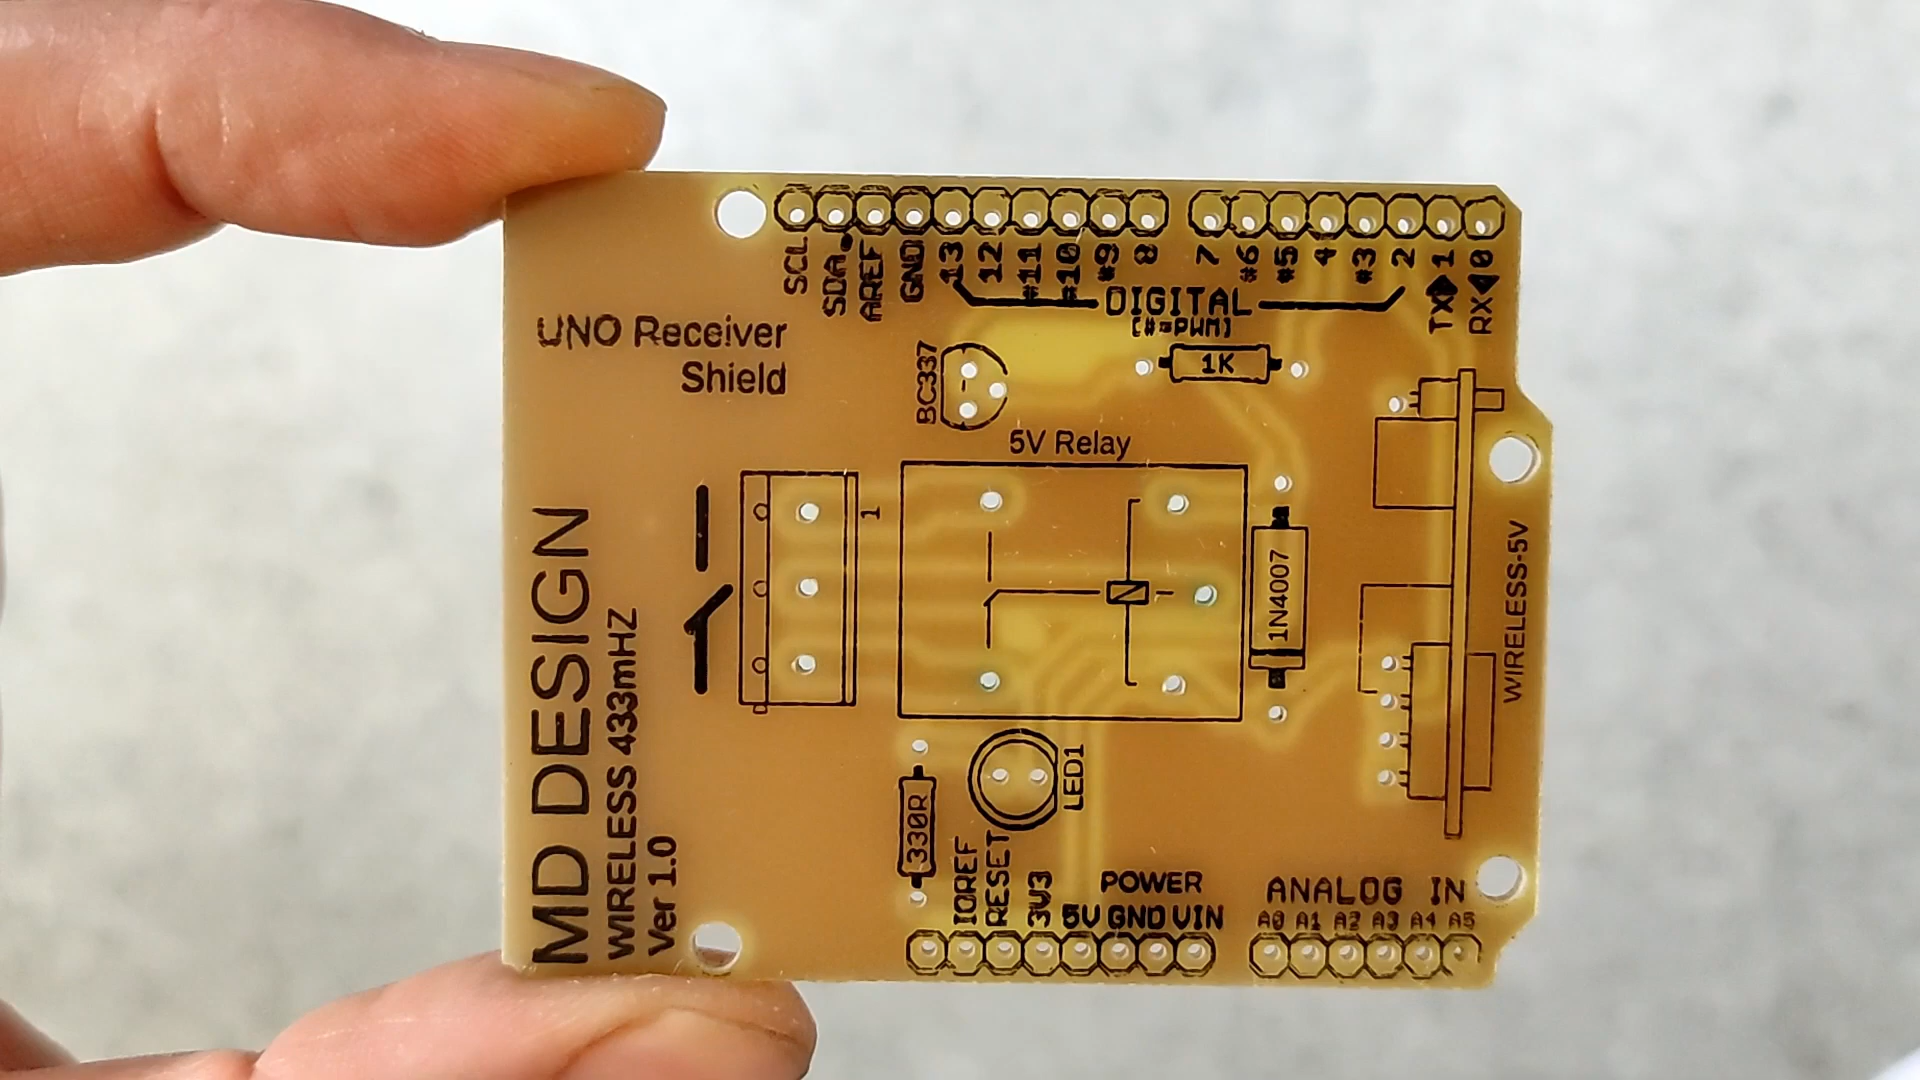 SCL SDA AREF GND 13 12 #11 #10 #9 8 7 #6 #5 4 #3 2 TX▶1 RX◀0
DIGITAL
[#=PWM]
UNO Receiver
Shield
BC337
1K
5V Relay
1
1N4007
WIRELESS-5V
MD DESIGN
WIRELESS 433mHZ
Ver 1.0
330R
LED1
IOREF RESET 3V3 5V GND VIN
POWER
ANALOG IN
A0 A1 A2 A3 A4 A5